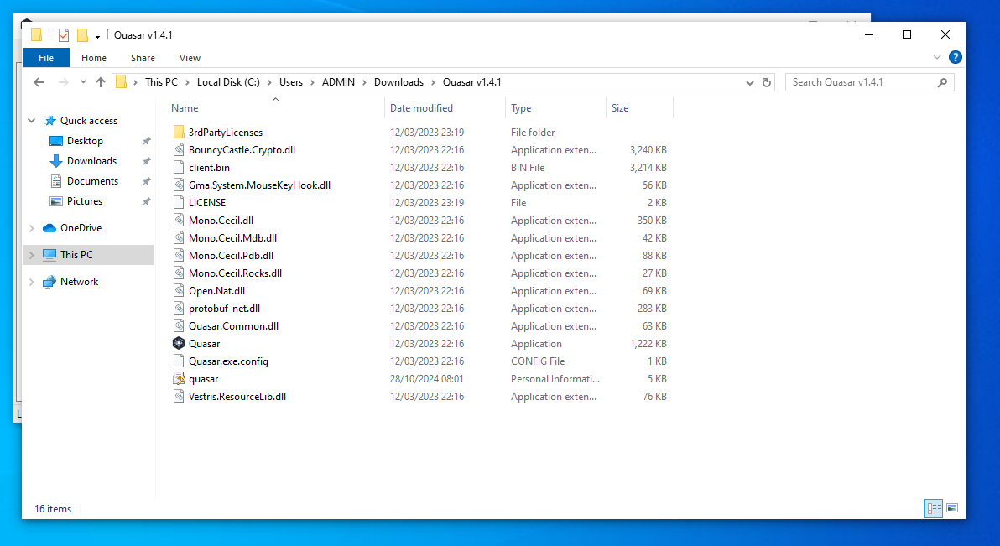 Quasar v1.4.1
File Home Share View
This PC Local Disk (C:) Users ADMIN Downloads Quasar v1.4.1 Search Quasar v1.4.1
Name Date modified Type Size
Quick access
Desktop
Downloads
Documents
Pictures
OneDrive
This PC
Network
3rdPartyLicenses 12/03/2023 23:19 File folder
BouncyCastle.Crypto.dll 12/03/2023 22:16 Application exten... 3,240 KB
client.bin 12/03/2023 22:16 BIN File 3,214 KB
Gma.System.MouseKeyHook.dll 12/03/2023 22:16 Application exten... 56 KB
LICENSE 12/03/2023 23:19 File 2 KB
Mono.Cecil.dll 12/03/2023 22:16 Application exten... 350 KB
Mono.Cecil.Mdb.dll 12/03/2023 22:16 Application exten... 42 KB
Mono.Cecil.Pdb.dll 12/03/2023 22:16 Application exten... 88 KB
Mono.Cecil.Rocks.dll 12/03/2023 22:16 Application exten... 27 KB
Open.Nat.dll 12/03/2023 22:16 Application exten... 69 KB
protobuf-net.dll 12/03/2023 22:16 Application exten... 283 KB
Quasar.Common.dll 12/03/2023 22:16 Application exten... 63 KB
Quasar 12/03/2023 22:16 Application 1,222 KB
Quasar.exe.config 12/03/2023 22:16 CONFIG File 1 KB
quasar 28/10/2024 08:01 Personal Informati... 5 KB
Vestris.ResourceLib.dll 12/03/2023 22:16 Application exten... 76 KB
16 items